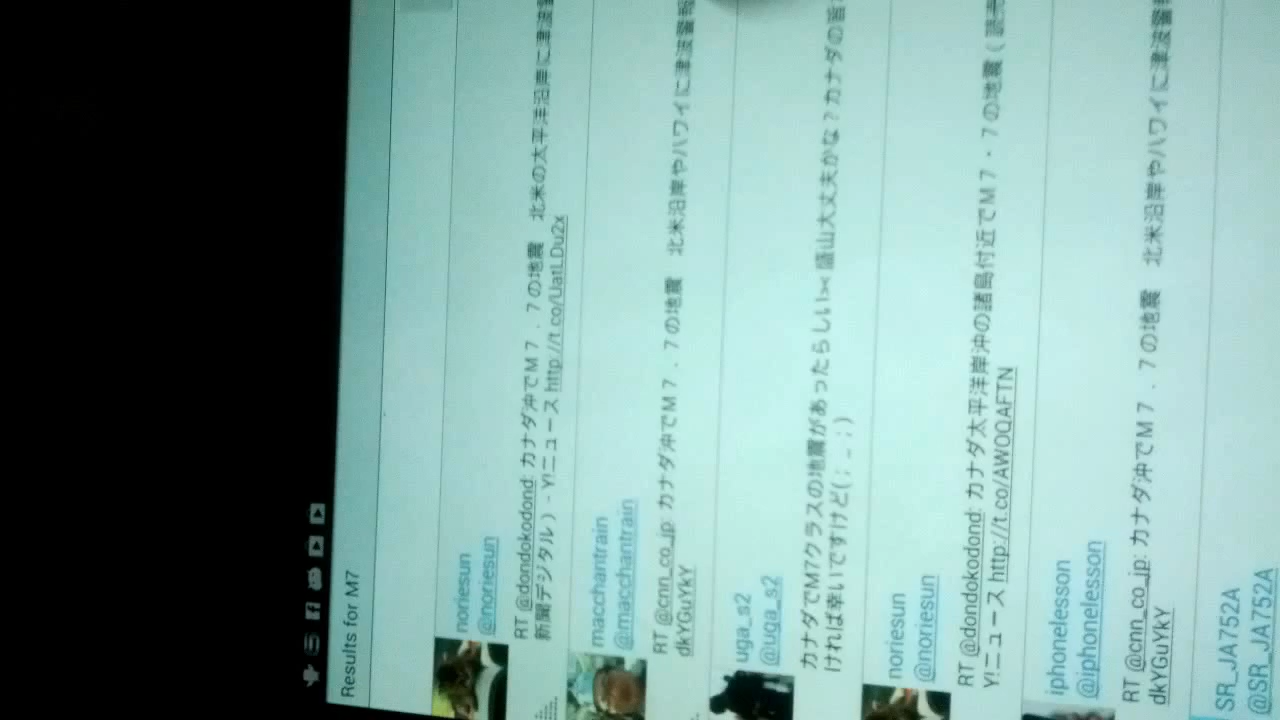 Results for M7
noriesun
@noriesun
RT @dondokodond: カナダ沖でM7.7の地震 北米の太平洋沿岸に津波
新聞デジタル) - Y!ニュース http://t.co/UatLDu2x
macchantrain
@macchantrain
RT @cnn_co_jp: カナダ沖でM7.7の地震 北米沿岸やハワイに津波警報
dkYGuYkY
uga_s2
@uga_s2
カナダでM7クラスの地震があったらしい>< 盛山大丈夫かな?カナダの皆
ければ幸いですけど(;_;)
noriesun
@noriesun
RT @dondokodond: カナダ太平洋岸沖の諸島付近でM7・7の地震(読売
Y!ニュース http://t.co/AWOQAFTN
iphonelesson
@iphonelesson
RT @cnn_co_jp: カナダ沖でM7.7の地震 北米沿岸やハワイに津波警報
dkYGuYkY
SR_JA752A
@SR_JA752A